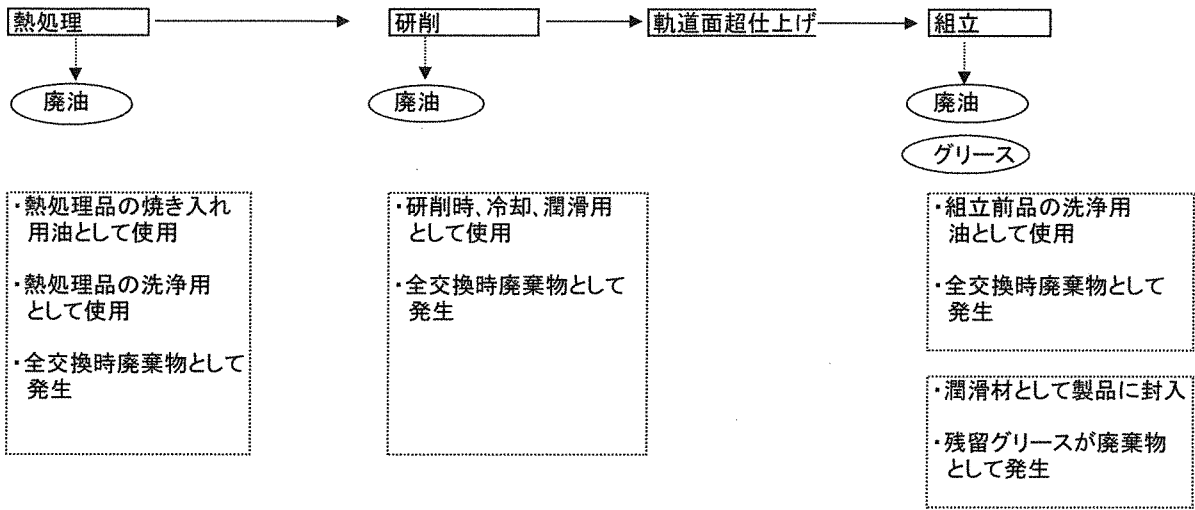 熱処理
研削
軌道面超仕上げ
組立
廃油
廃油
廃油
グリース
・熱処理品の焼き入れ
用油として使用
・熱処理品の洗浄用
として使用
・全交換時廃棄物として
発生
・研削時、冷却、潤滑用
として使用
・全交換時廃棄物として
発生
・組立前品の洗浄用
油として使用
・全交換時廃棄物として
発生
・潤滑材として製品に封入
・残留グリースが廃棄物
として発生